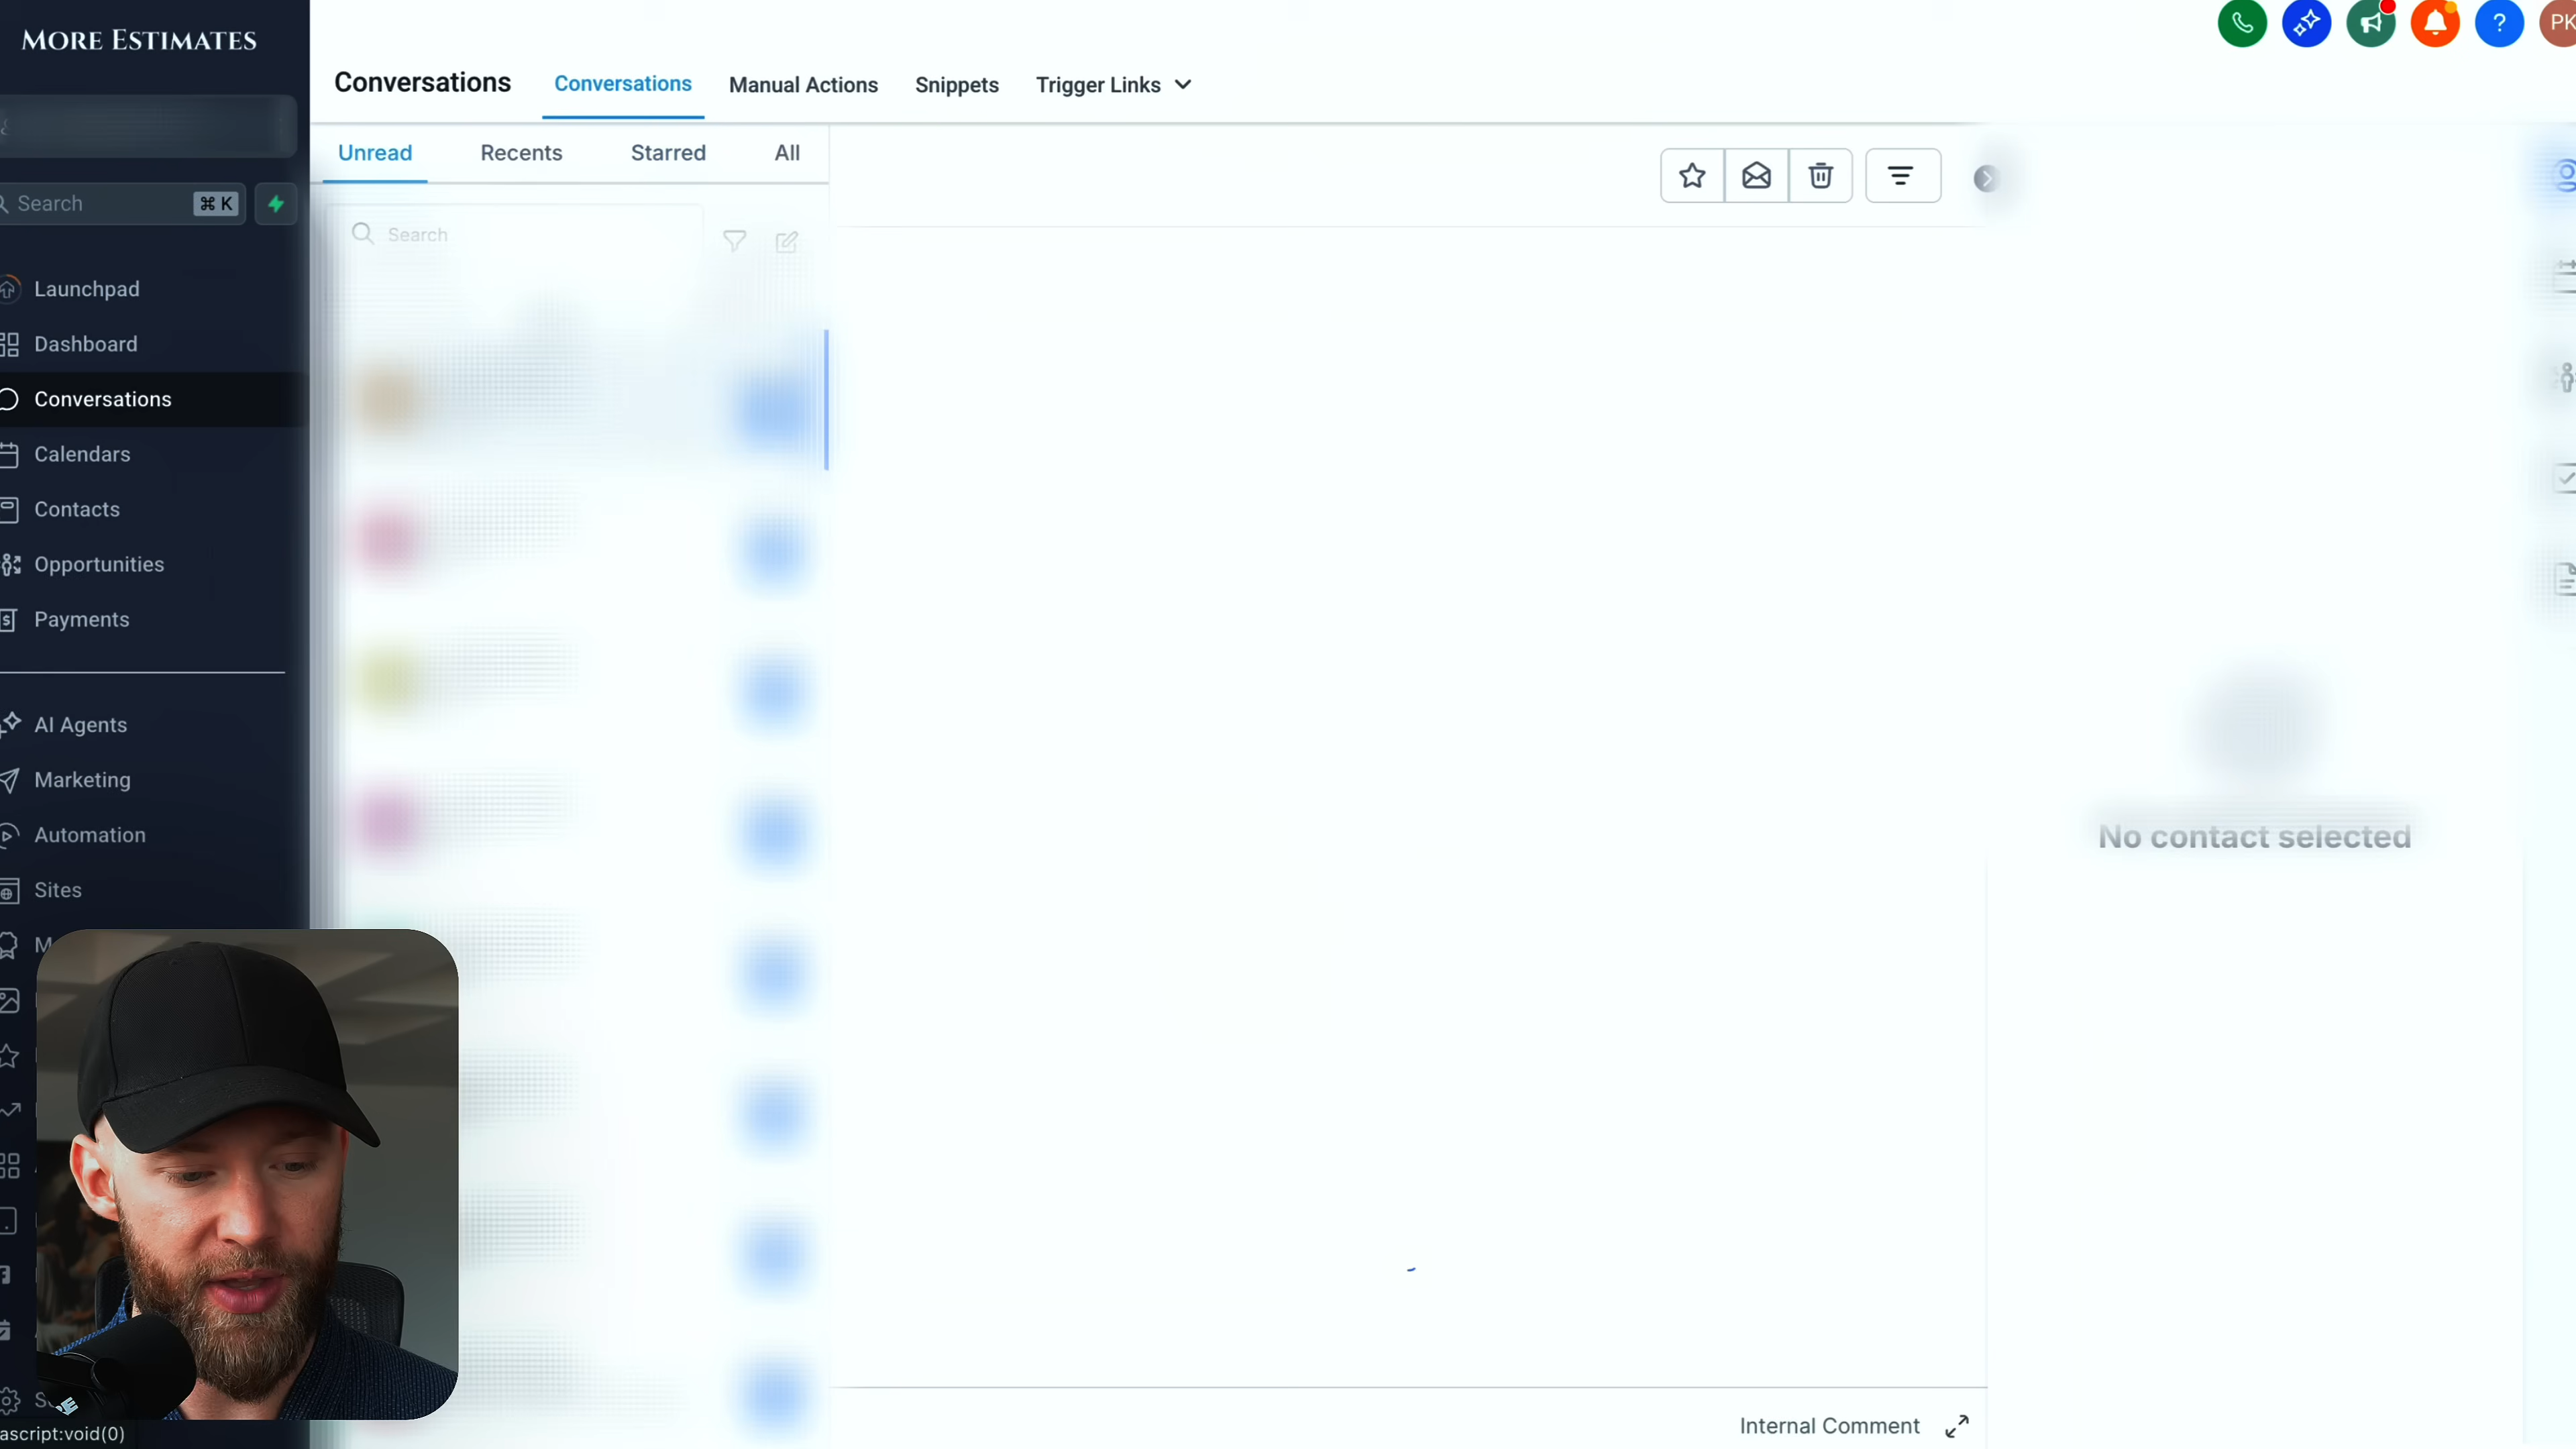 MORE ESTIMATES
Search
⌘ K
Launchpad
Dashboard
Conversations
Calendars
Contacts
Opportunities
Payments
AI Agents
Marketing
Automation
Sites
ascript:void(0)
Conversations
Conversations
Manual Actions
Snippets
Trigger Links
?
PK
Unread
Recents
Starred
All
Search
No contact selected
Internal Comment